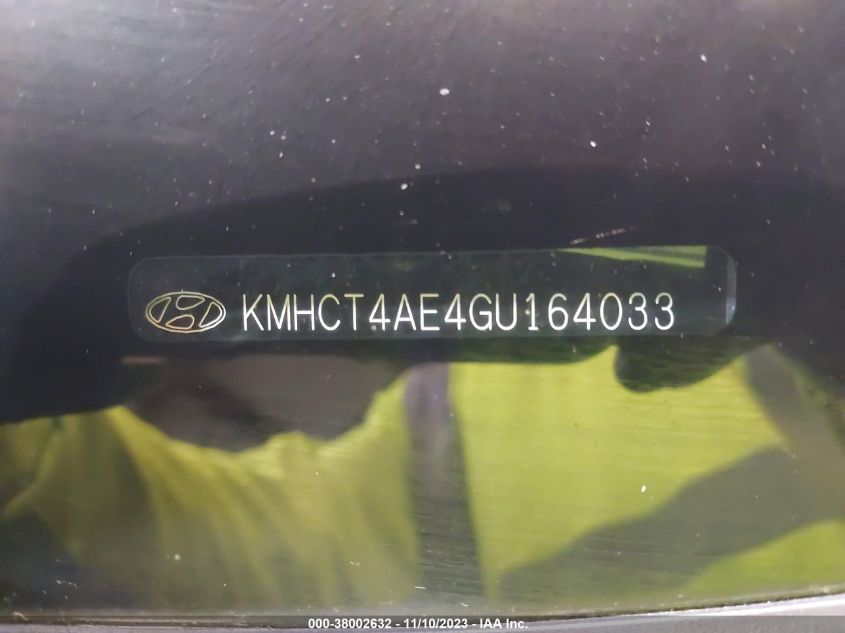 KMHCT4AE4GU164033
000-38002632 - 11/10/2023 - IAA Inc.